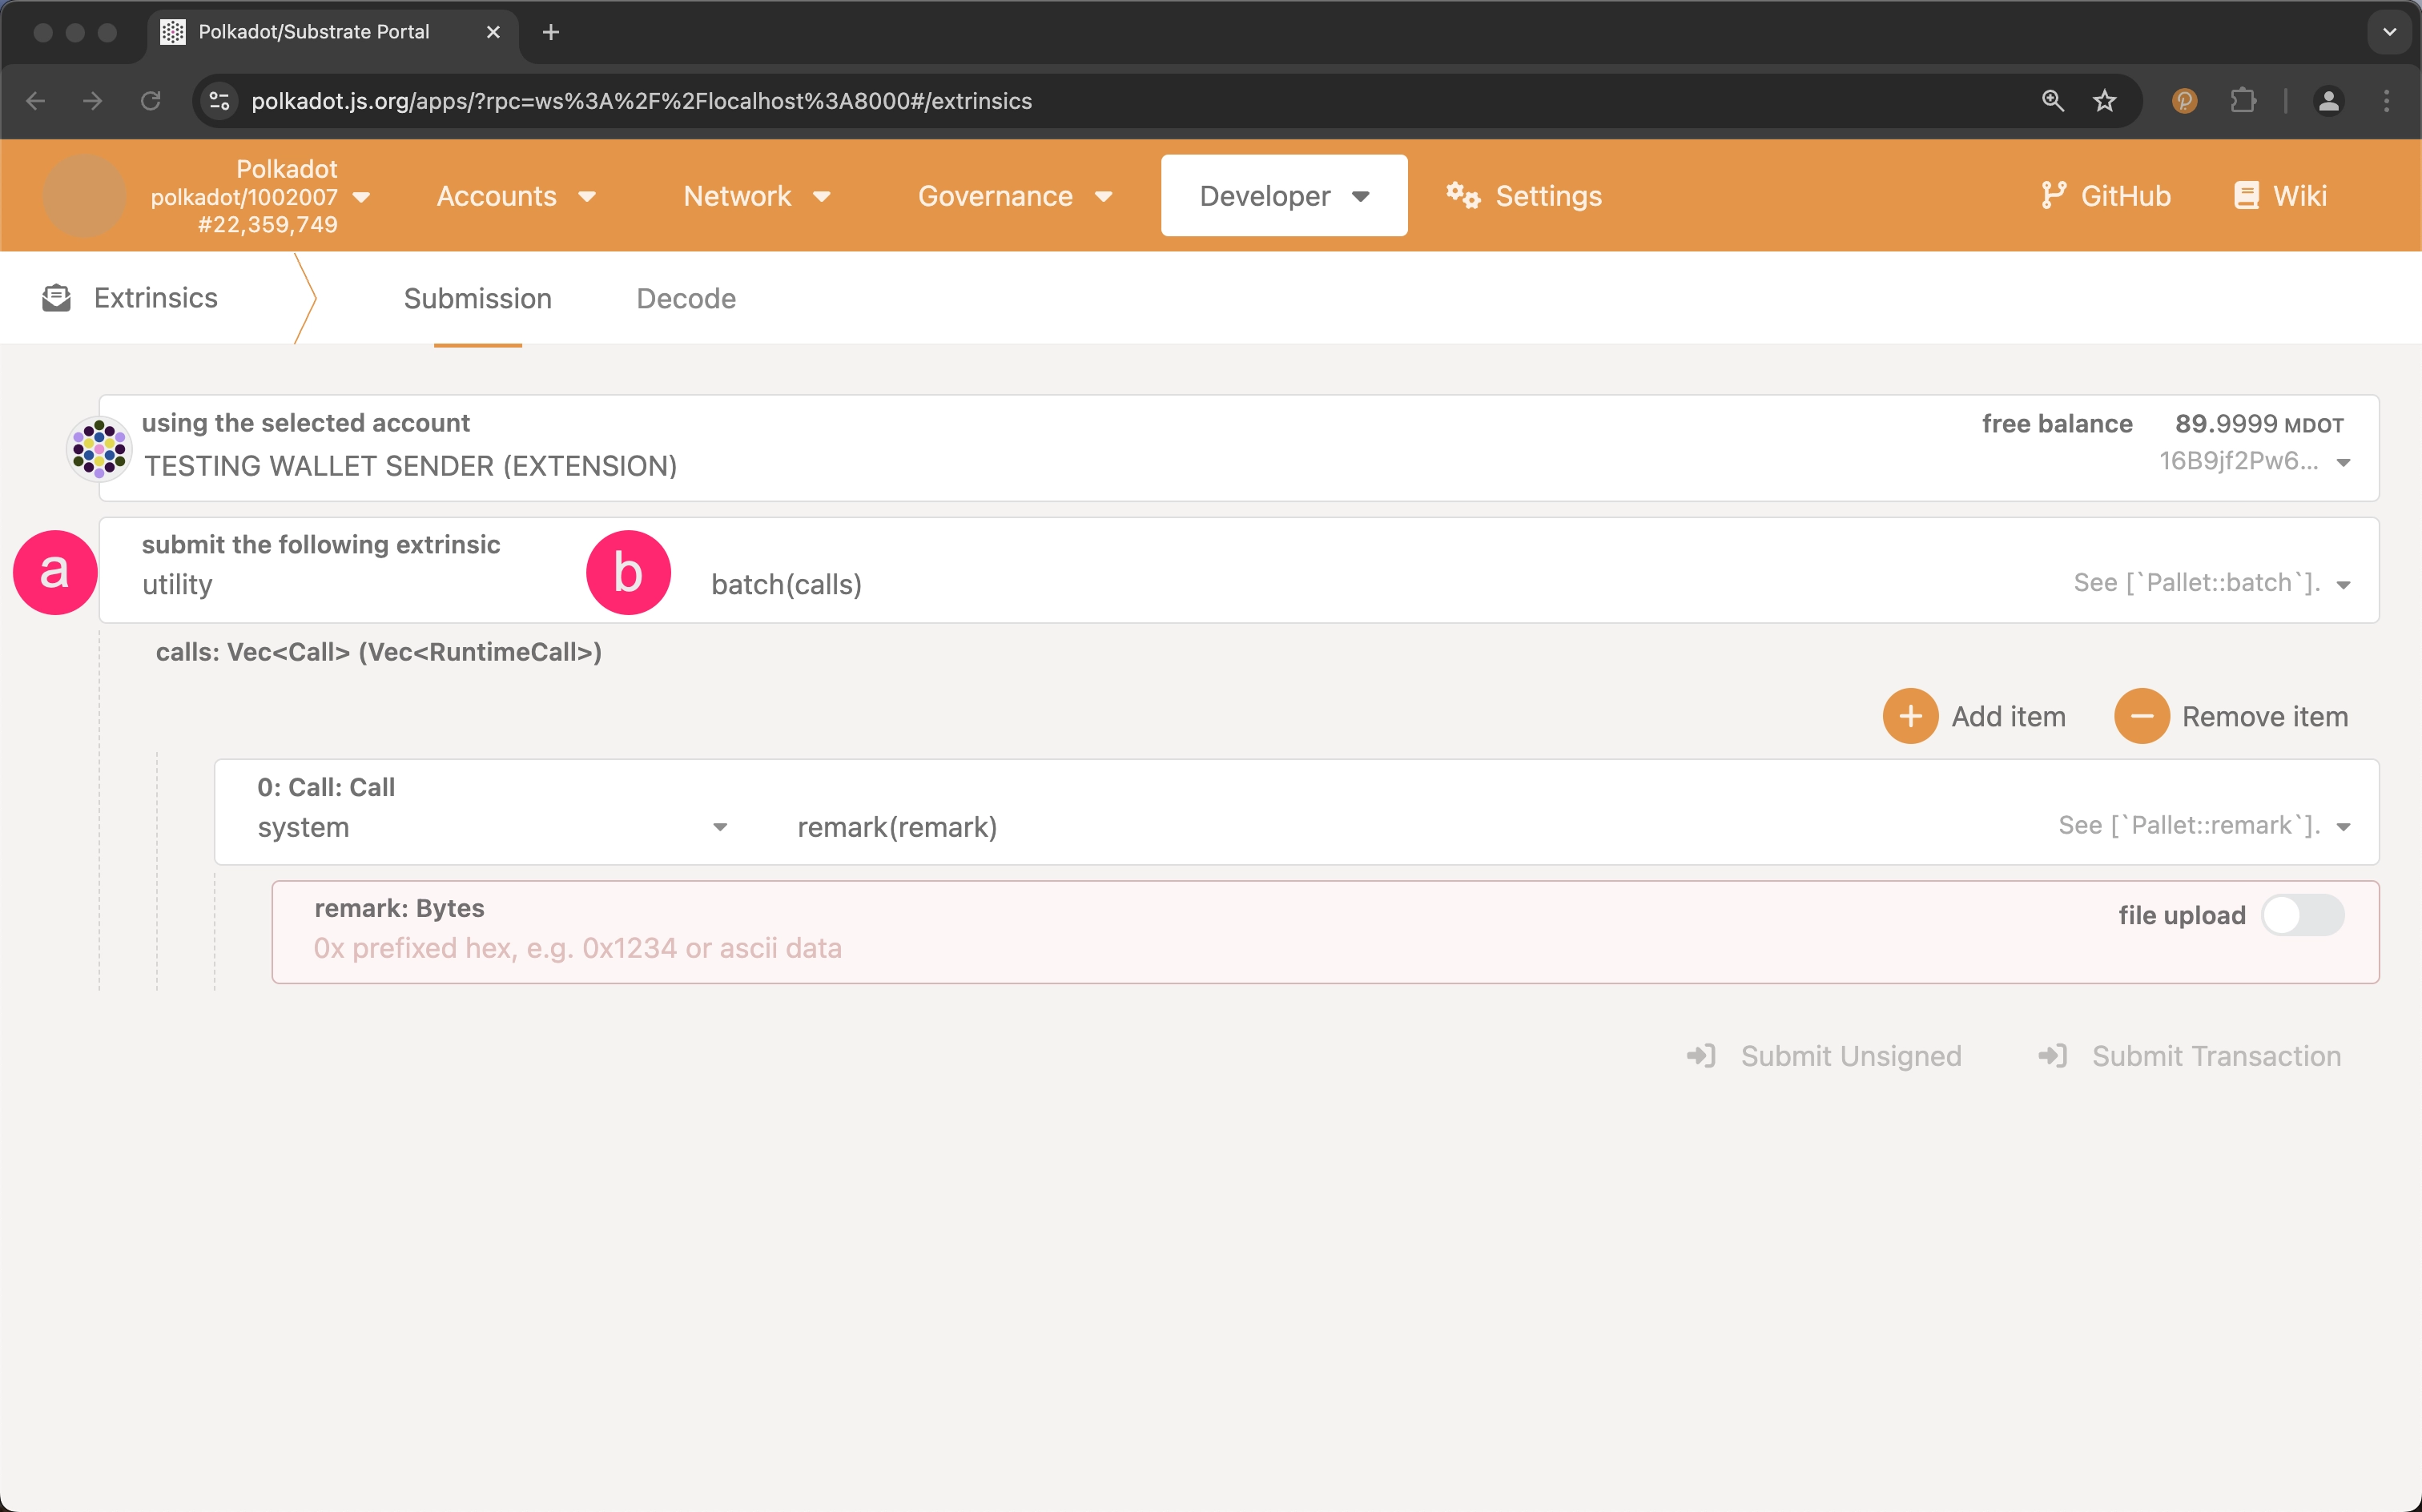 Polkadot/Substrate Portal
polkadot.js.org/apps/?rpc=ws%3A%2F%2Flocalhost%3A8000#/extrinsics
Polkadot
polkadot/1002007
#22,359,749
Accounts
Network
Governance
Developer
Settings
GitHub
Wiki
Extrinsics
Submission
Decode
using the selected account
TESTING WALLET SENDER (EXTENSION)
free balance 89.9999 MDOT
16B9jf2Pw6...
a
submit the following extrinsic
utility
b
batch(calls)
See [`Pallet::batch`].
calls: Vec<Call> (Vec<RuntimeCall>)
Add item
Remove item
0: Call: Call
system
remark(remark)
See [`Pallet::remark`].
remark: Bytes
0x prefixed hex, e.g. 0x1234 or ascii data
file upload
Submit Unsigned
Submit Transaction